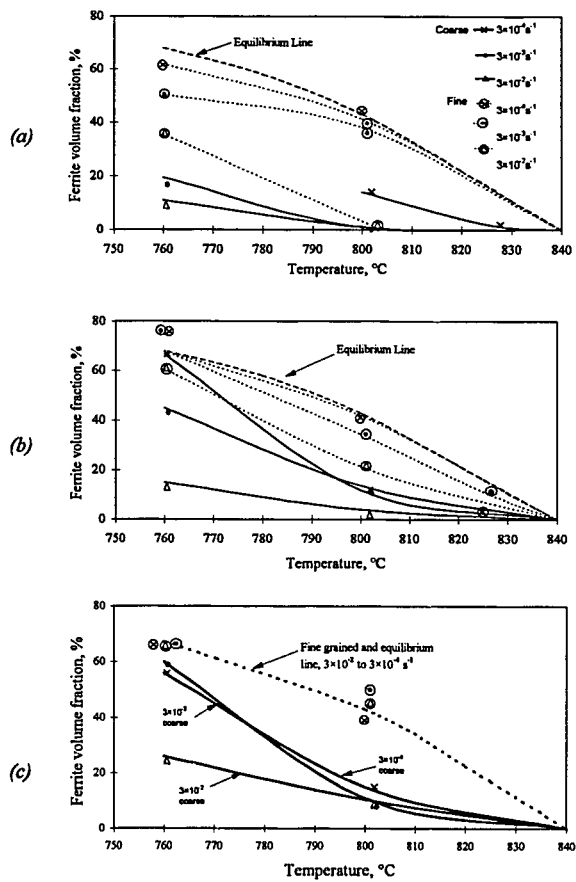 (a)
Ferrite volume fraction, %
80
60
40
20
0
750 760 770 780 790 800 810 820 830 840
Temperature, °C
Equilibrium Line
Coarse 3×10⁻⁴s⁻¹
3×10⁻³s⁻¹
3×10⁻²s⁻¹
Fine 3×10⁻⁴s⁻¹
3×10⁻³s⁻¹
3×10⁻²s⁻¹
(b)
Ferrite volume fraction, %
80
60
40
20
0
750 760 770 780 790 800 810 820 830 840
Temperature, °C
Equilibrium Line
(c)
Ferrite volume fraction, %
80
60
40
20
0
750 760 770 780 790 800 810 820 830 840
Temperature, °C
Fine grained and equilibrium
line, 3×10⁻² to 3×10⁻⁴ s⁻¹
3×10⁻³
coarse
3×10⁻²
coarse
3×10⁻⁴
coarse